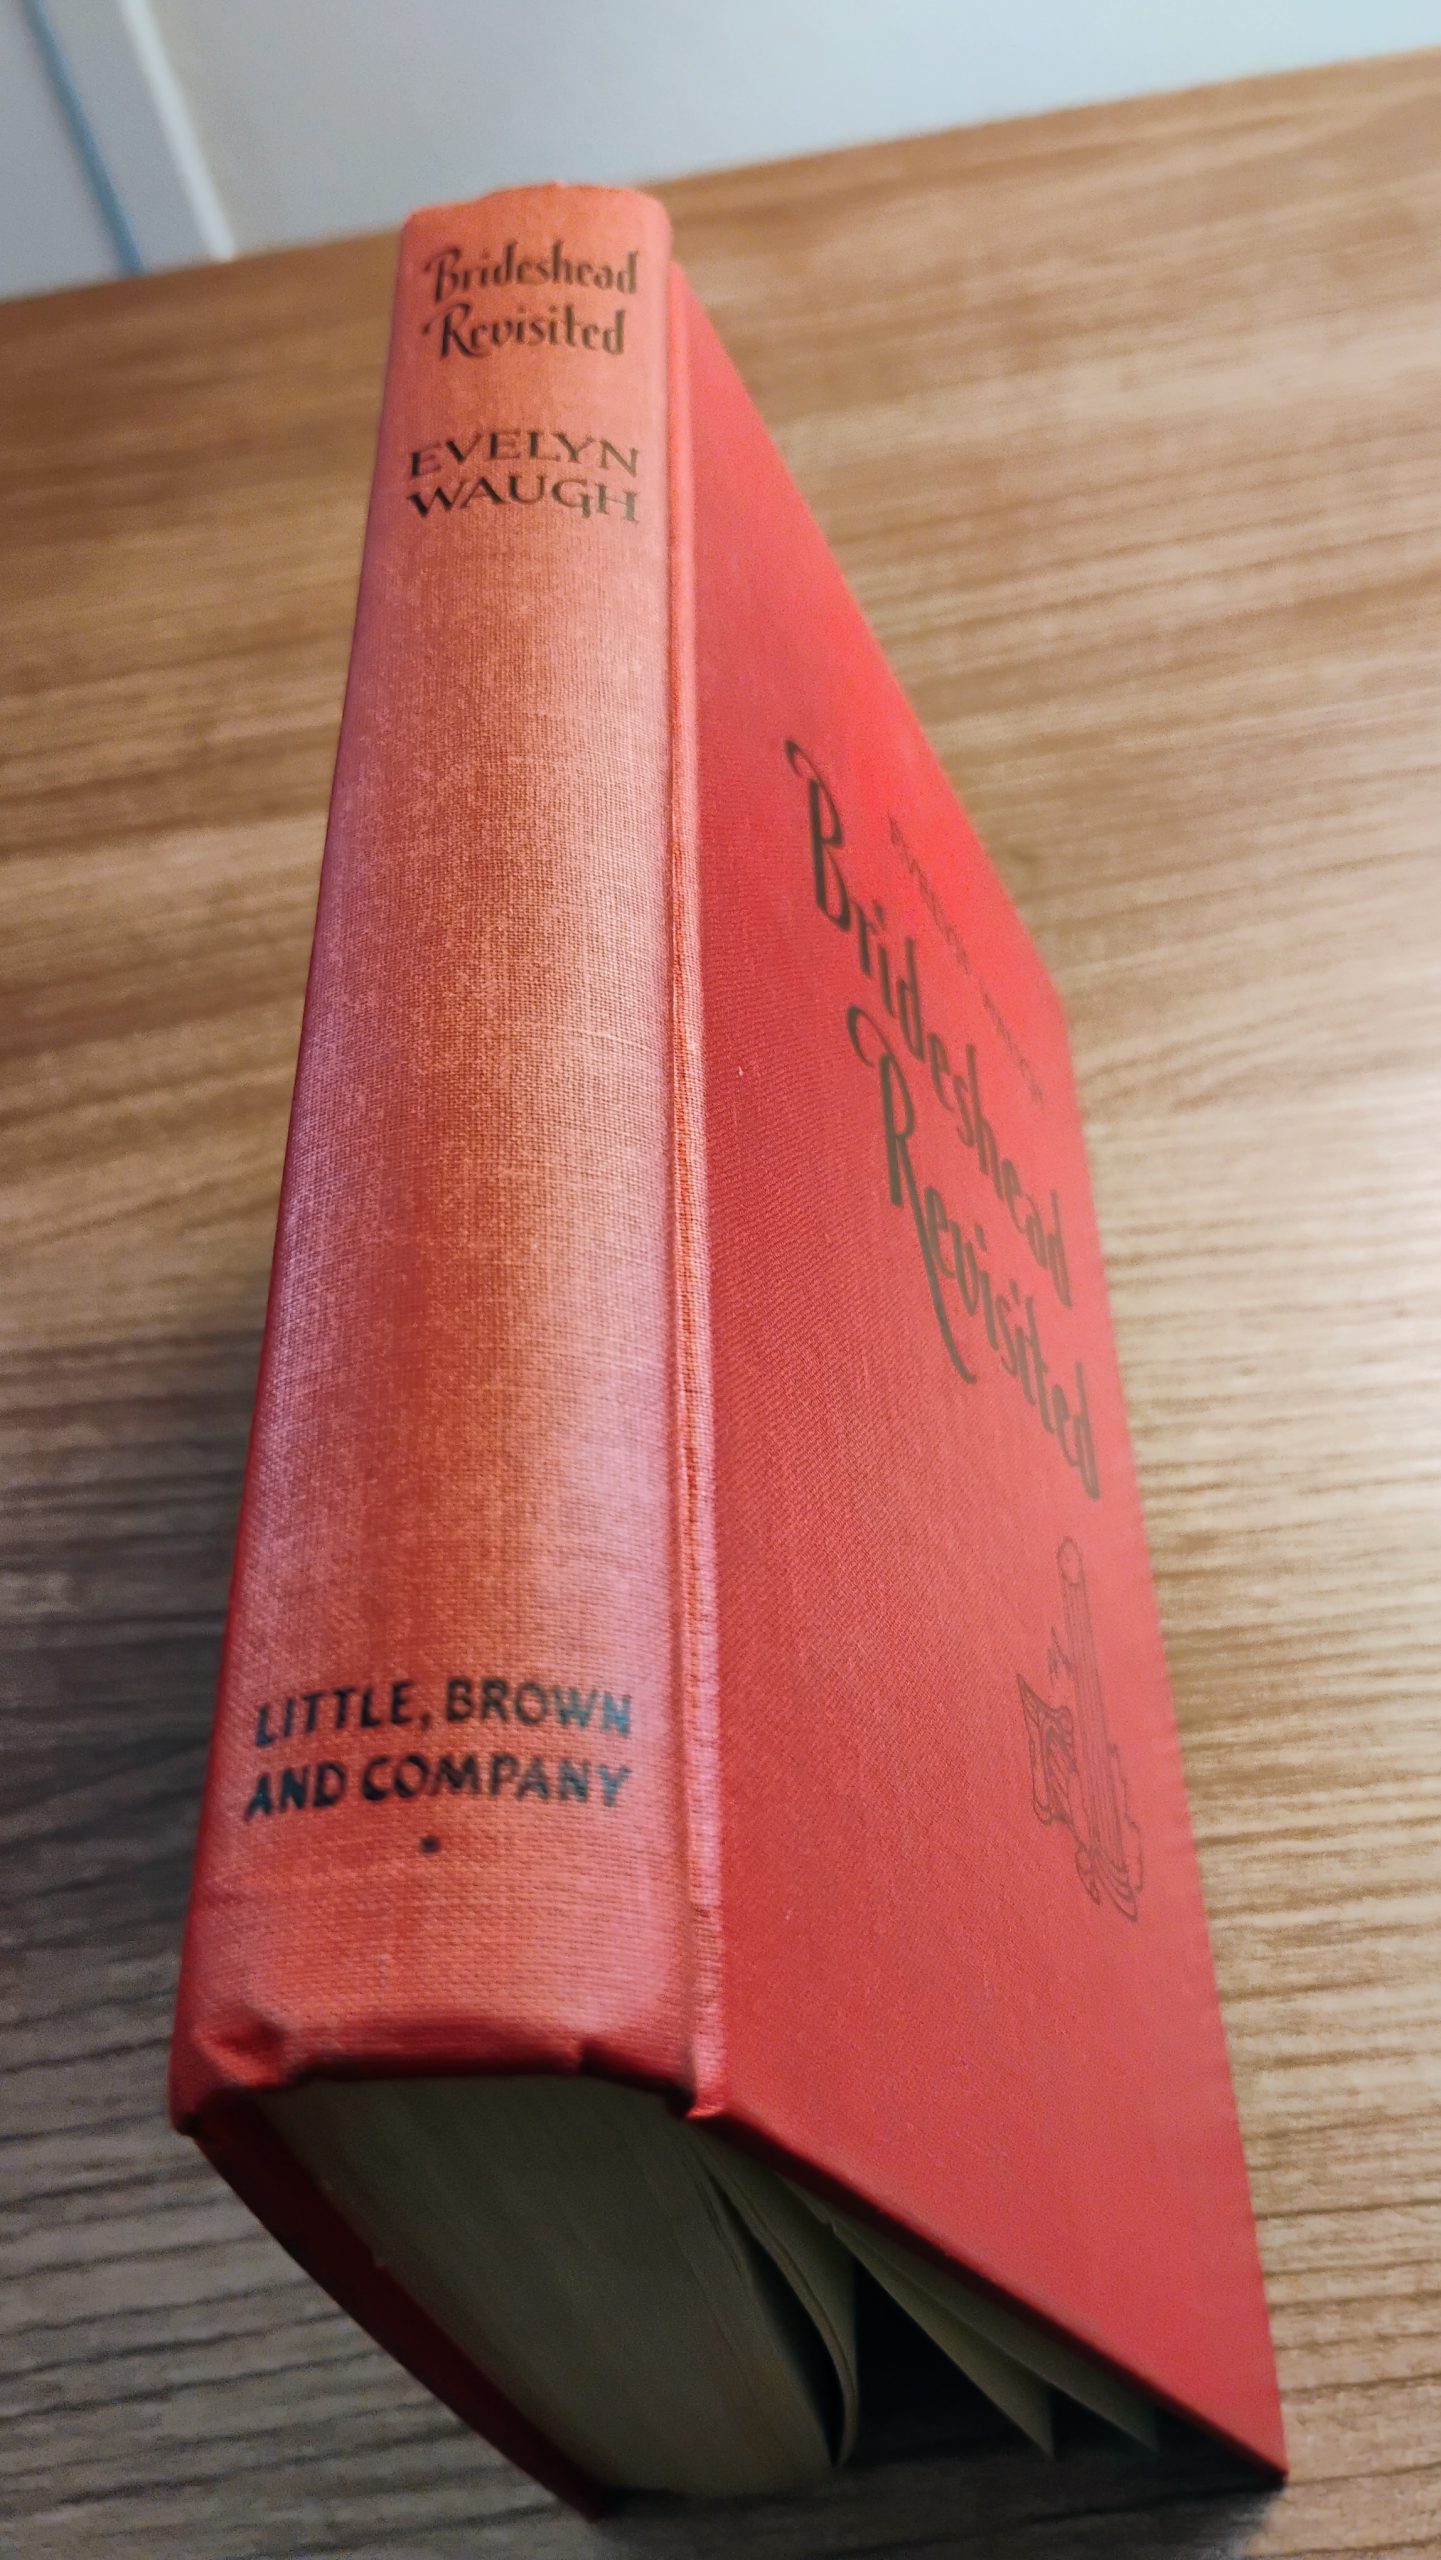 Brideshead
Revisited
EVELYN
WAUGH
LITTLE, BROWN
AND COMPANY
Brideshead
Revisited